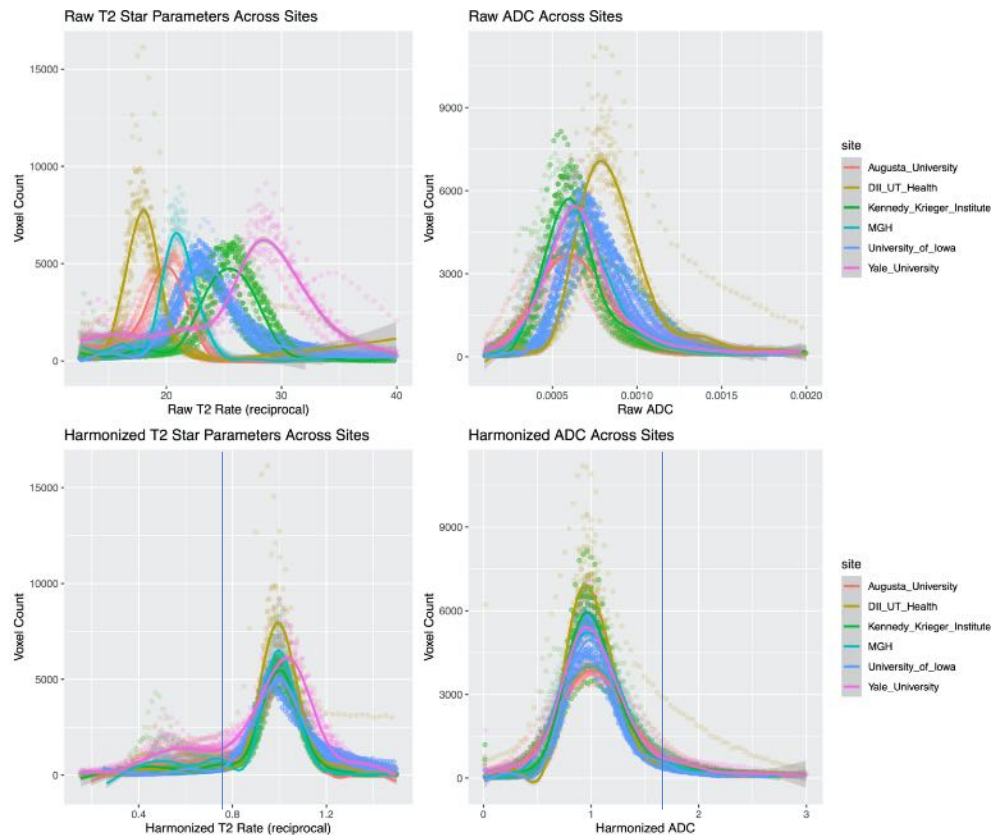 Raw T2 Star Parameters Across Sites
15000
10000
5000
0
Voxel Count
20
30
40
Raw T2 Rate (reciprocal)
Raw ADC Across Sites
9000
6000
3000
0
Voxel Count
0.0005
0.0010
0.0015
0.0020
Raw ADC
site
Augusta_University
DII_UT_Health
Kennedy_Krieger_Institute
MGH
University_of_Iowa
Yale_University
Harmonized T2 Star Parameters Across Sites
15000
10000
5000
0
Voxel Count
0.4
0.8
1.2
Harmonized T2 Rate (reciprocal)
Harmonized ADC Across Sites
9000
6000
3000
0
Voxel Count
0
1
2
3
Harmonized ADC
site
Augusta_University
DII_UT_Health
Kennedy_Krieger_Institute
MGH
University_of_Iowa
Yale_University